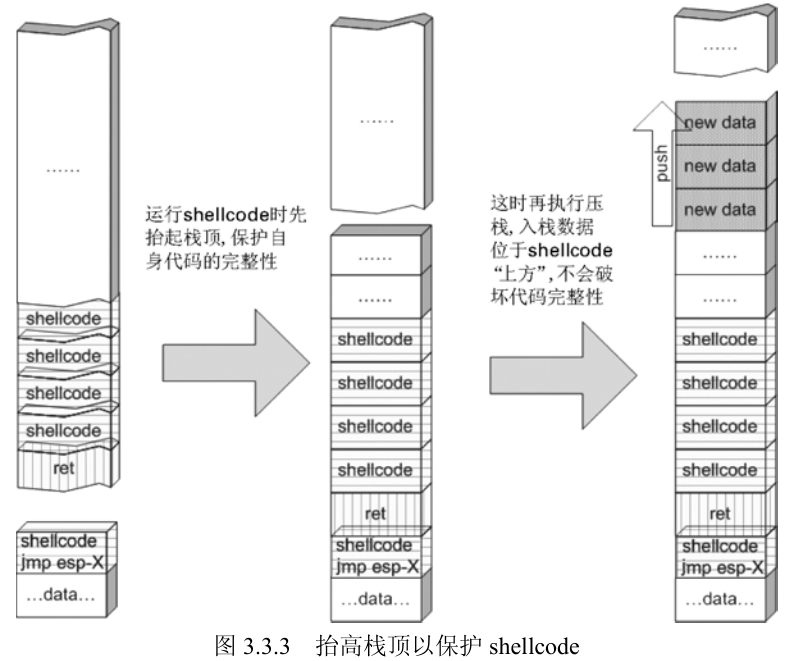 ……
shellcode
shellcode
shellcode
shellcode
ret
shellcode
jmp esp-X
...data...
运行shellcode时先
抬起栈顶,保护自
身代码的完整性
……
……
……
shellcode
shellcode
shellcode
shellcode
ret
shellcode
jmp esp-X
...data...
这时再执行压
栈,入栈数据
位于shellcode
“上方”,不会破
坏代码完整性
……
push
new data
new data
new data
……
……
shellcode
shellcode
shellcode
shellcode
ret
shellcode
jmp esp-X
...data...
图 3.3.3 抬高栈顶以保护 shellcode